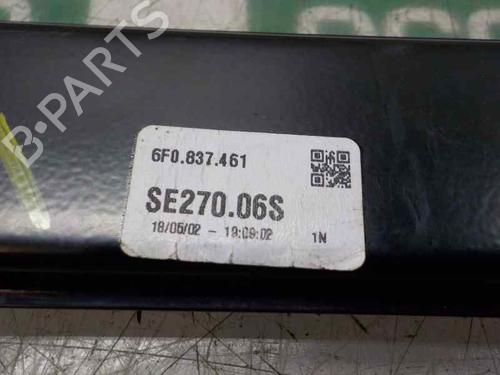 B-PARTS
6F0.837.461
SE270.06S
18/05/02 - 19:09:02 1N